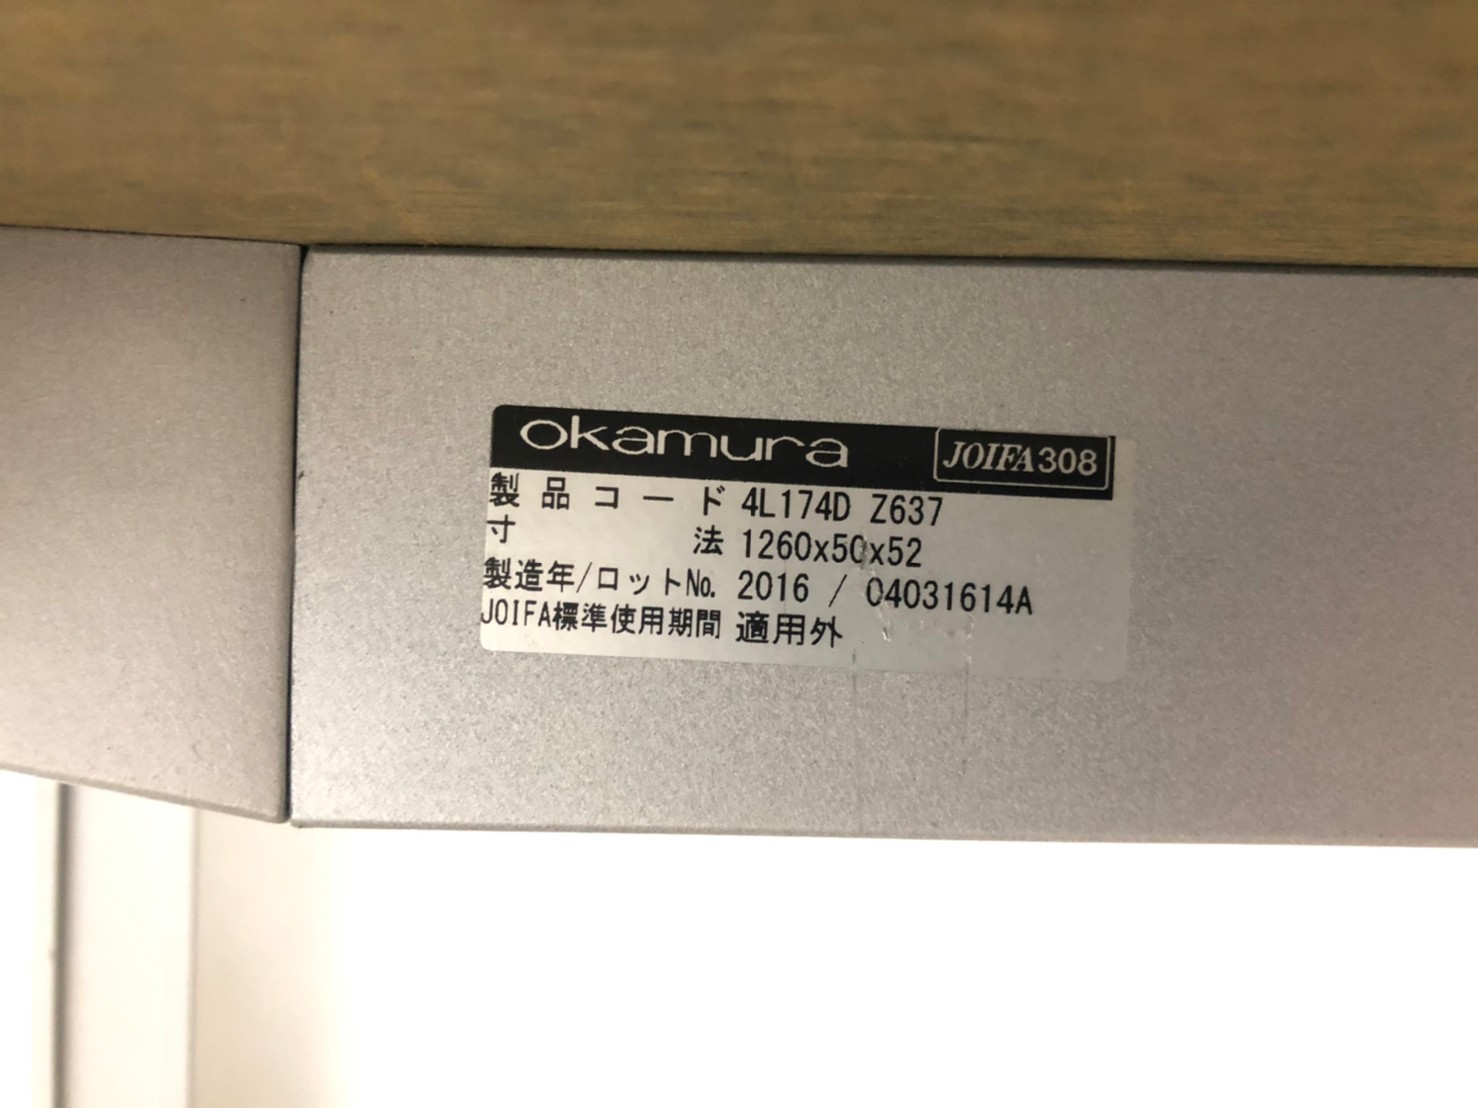 okamura JOIFA308
製品コード 4L174D Z637
寸法 1260x50x52
製造年/ロットNo. 2016 / 04031614A
JOIFA標準使用期間 適用外